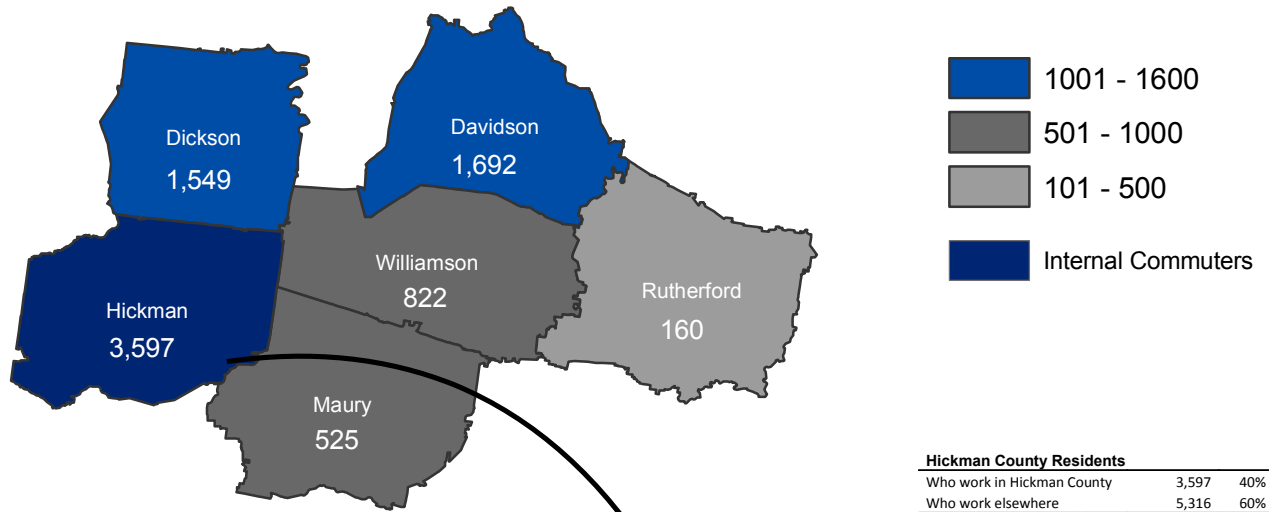 Dickson
1,549
Davidson
1,692
Williamson
822
Rutherford
160
Hickman
3,597
Maury
525
1001 - 1600
501 - 1000
101 - 500
Internal Commuters
Hickman County Residents
Who work in Hickman County 3,597 40%
Who work elsewhere 5,316 60%